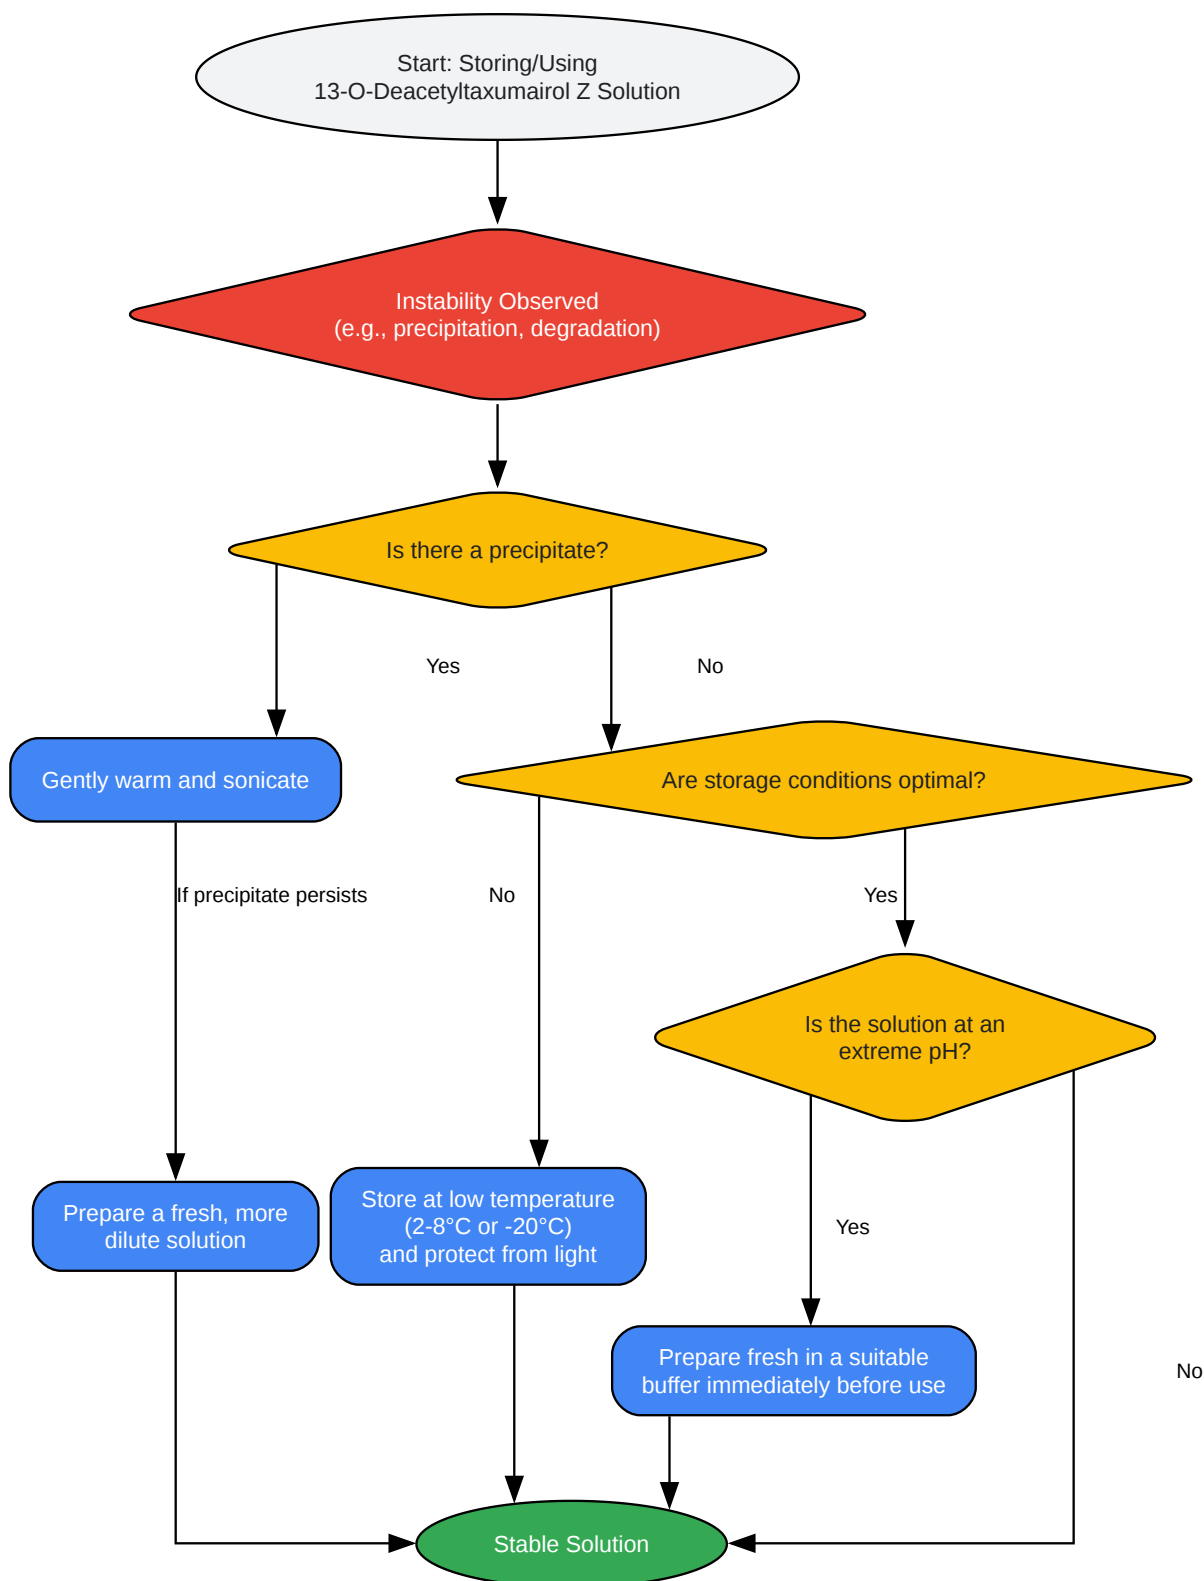 Start: Storing/Using
13-O-Deacetyltaxumairol Z Solution
Instability Observed
(e.g., precipitation, degradation)
Is there a precipitate?
Yes
No
Gently warm and sonicate
Are storage conditions optimal?
If precipitate persists
No
Yes
Is the solution at an
extreme pH?
Prepare a fresh, more
dilute solution
Store at low temperature
(2-8°C or -20°C)
and protect from light
Yes
Prepare fresh in a suitable
buffer immediately before use
No
Stable Solution